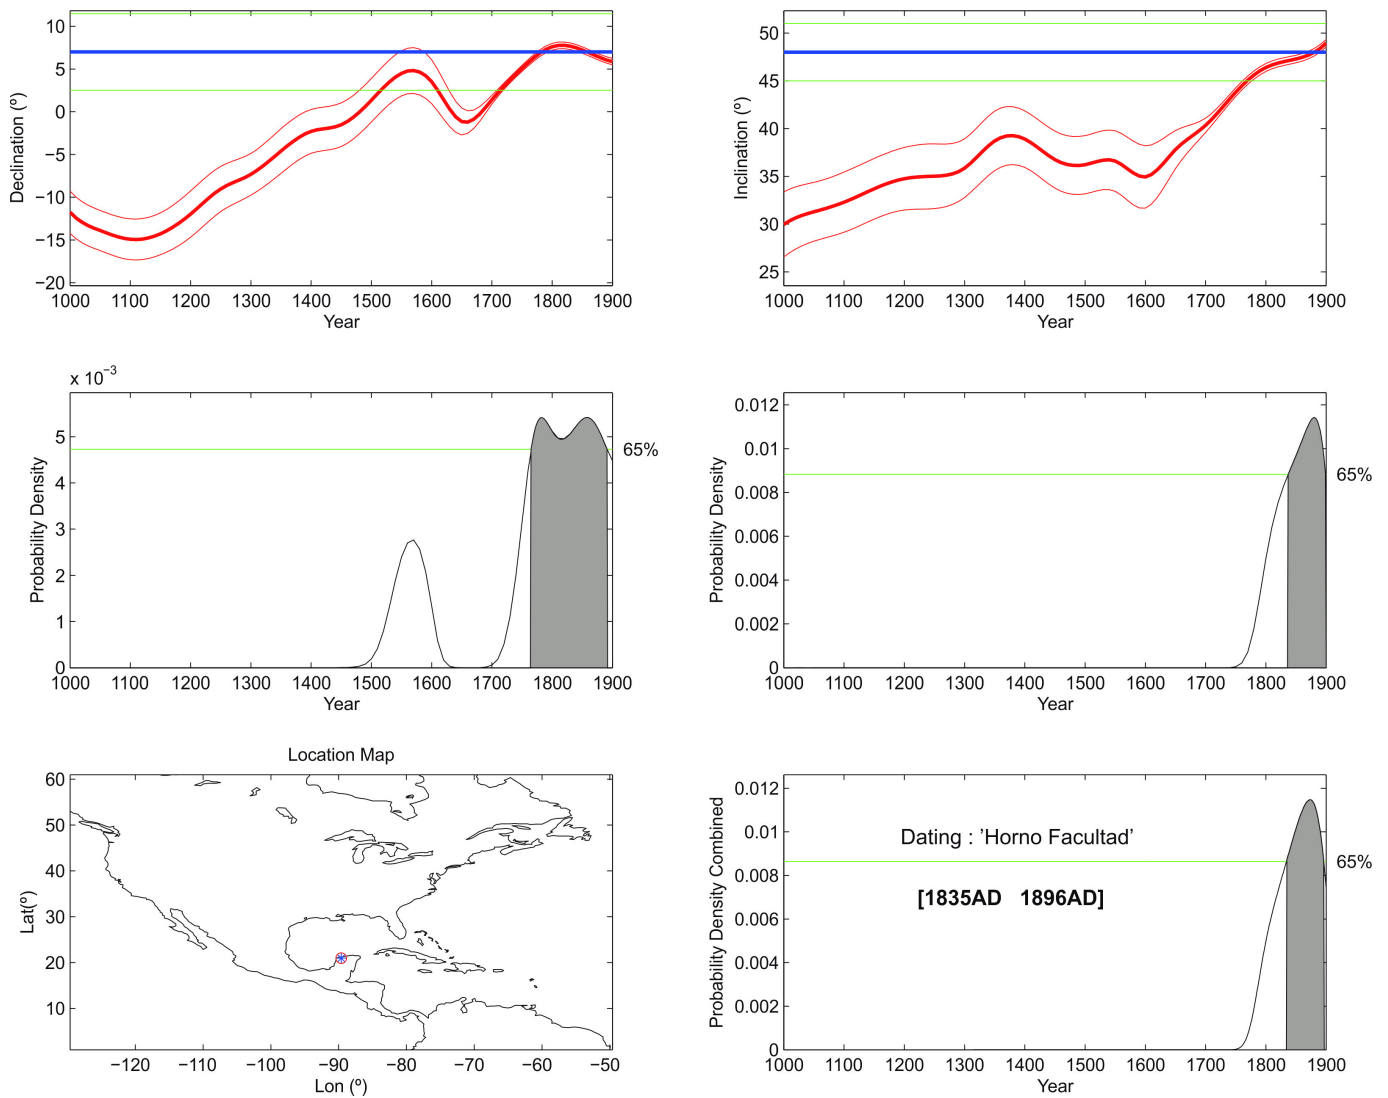 10
5
0
−5
−10
−15
−20
Declination (º)
1000 1100 1200 1300 1400 1500 1600 1700 1800 1900
Year
50
45
40
35
30
25
Inclination (º)
1000 1100 1200 1300 1400 1500 1600 1700 1800 1900
Year
x 10⁻³
5
4
3
2
1
0
Probability Density
65%
1000 1100 1200 1300 1400 1500 1600 1700 1800 1900
Year
0.012
0.01
0.008
0.006
0.004
0.002
0
Probability Density
65%
1000 1100 1200 1300 1400 1500 1600 1700 1800 1900
Year
Location Map
60
50
40
30
20
10
Lat(º)
−120 −110 −100 −90 −80 −70 −60 −50
Lon (º)
0.012
0.01
0.008
0.006
0.004
0.002
0
Probability Density Combined
Dating : ’Horno Facultad’
[1835AD 1896AD]
65%
1000 1100 1200 1300 1400 1500 1600 1700 1800 1900
Year